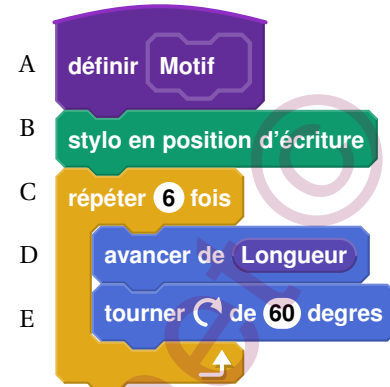 A définir Motif
B stylo en position d'écriture
C répéter 6 fois
D avancer de Longueur
E tourner de 60 degres